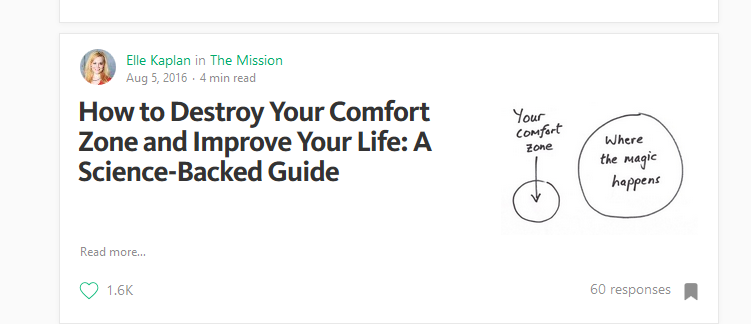 Elle Kaplan in The Mission
Aug 5, 2016 · 4 min read
How to Destroy Your Comfort
Zone and Improve Your Life: A
Science-Backed Guide
Your
comfort
zone
Where
the magic
happens
Read more...
1.6K
60 responses